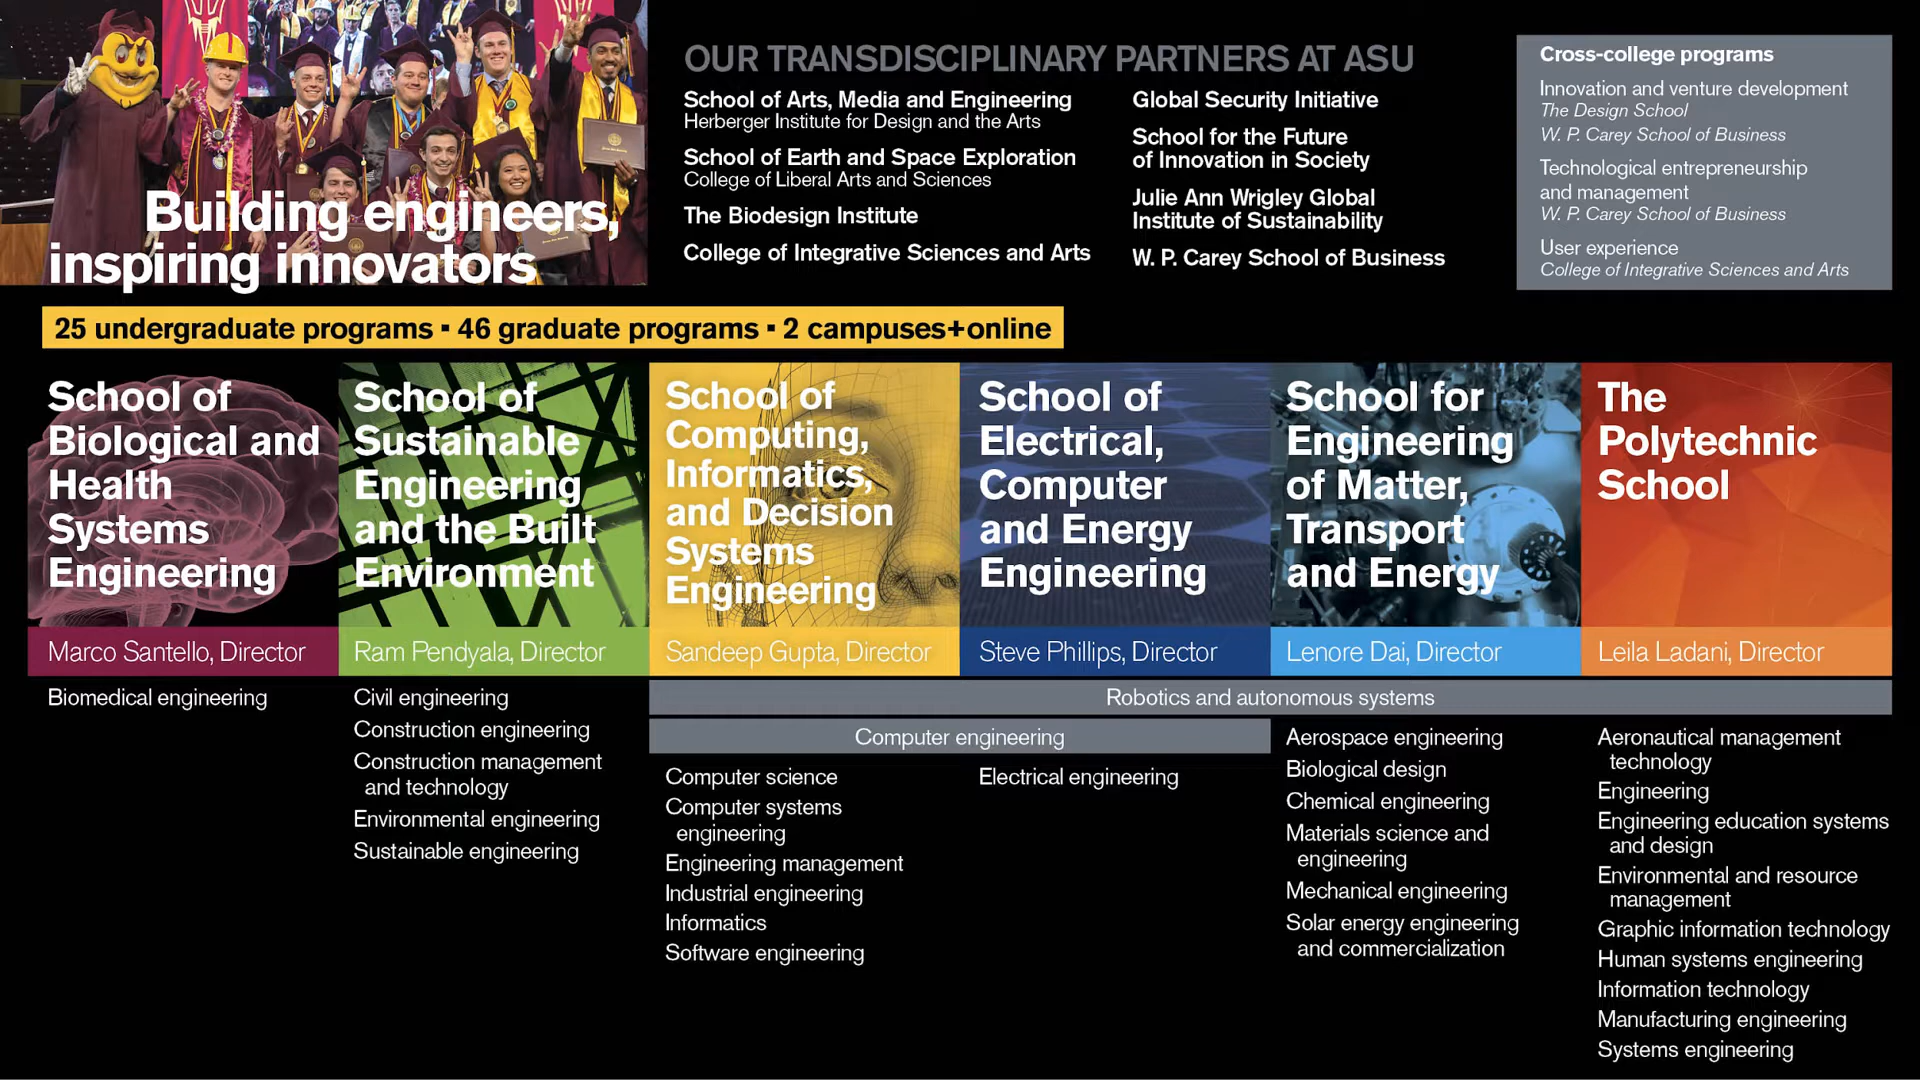 Building engineers,
inspiring innovators
OUR TRANSDISCIPLINARY PARTNERS AT ASU
School of Arts, Media and Engineering
Herberger Institute for Design and the Arts
School of Earth and Space Exploration
College of Liberal Arts and Sciences
The Biodesign Institute
College of Integrative Sciences and Arts
Global Security Initiative
School for the Future
of Innovation in Society
Julie Ann Wrigley Global
Institute of Sustainability
W. P. Carey School of Business
Cross-college programs
Innovation and venture development
The Design School
W. P. Carey School of Business
Technological entrepreneurship
and management
W. P. Carey School of Business
User experience
College of Integrative Sciences and Arts
25 undergraduate programs ▪ 46 graduate programs ▪ 2 campuses+online
School of
Biological and
Health
Systems
Engineering
Marco Santello, Director
Biomedical engineering
School of
Sustainable
Engineering
and the Built
Environment
Ram Pendyala, Director
Civil engineering
Construction engineering
Construction management
and technology
Environmental engineering
Sustainable engineering
School of
Computing,
Informatics,
and Decision
Systems
Engineering
Sandeep Gupta, Director
School of
Electrical,
Computer
and Energy
Engineering
Steve Phillips, Director
School for
Engineering
of Matter,
Transport
and Energy
Lenore Dai, Director
The
Polytechnic
School
Leila Ladani, Director
Robotics and autonomous systems
Computer engineering
Computer science
Computer systems
engineering
Engineering management
Industrial engineering
Informatics
Software engineering
Electrical engineering
Aerospace engineering
Biological design
Chemical engineering
Materials science and
engineering
Mechanical engineering
Solar energy engineering
and commercialization
Aeronautical management
technology
Engineering
Engineering education systems
and design
Environmental and resource
management
Graphic information technology
Human systems engineering
Information technology
Manufacturing engineering
Systems engineering